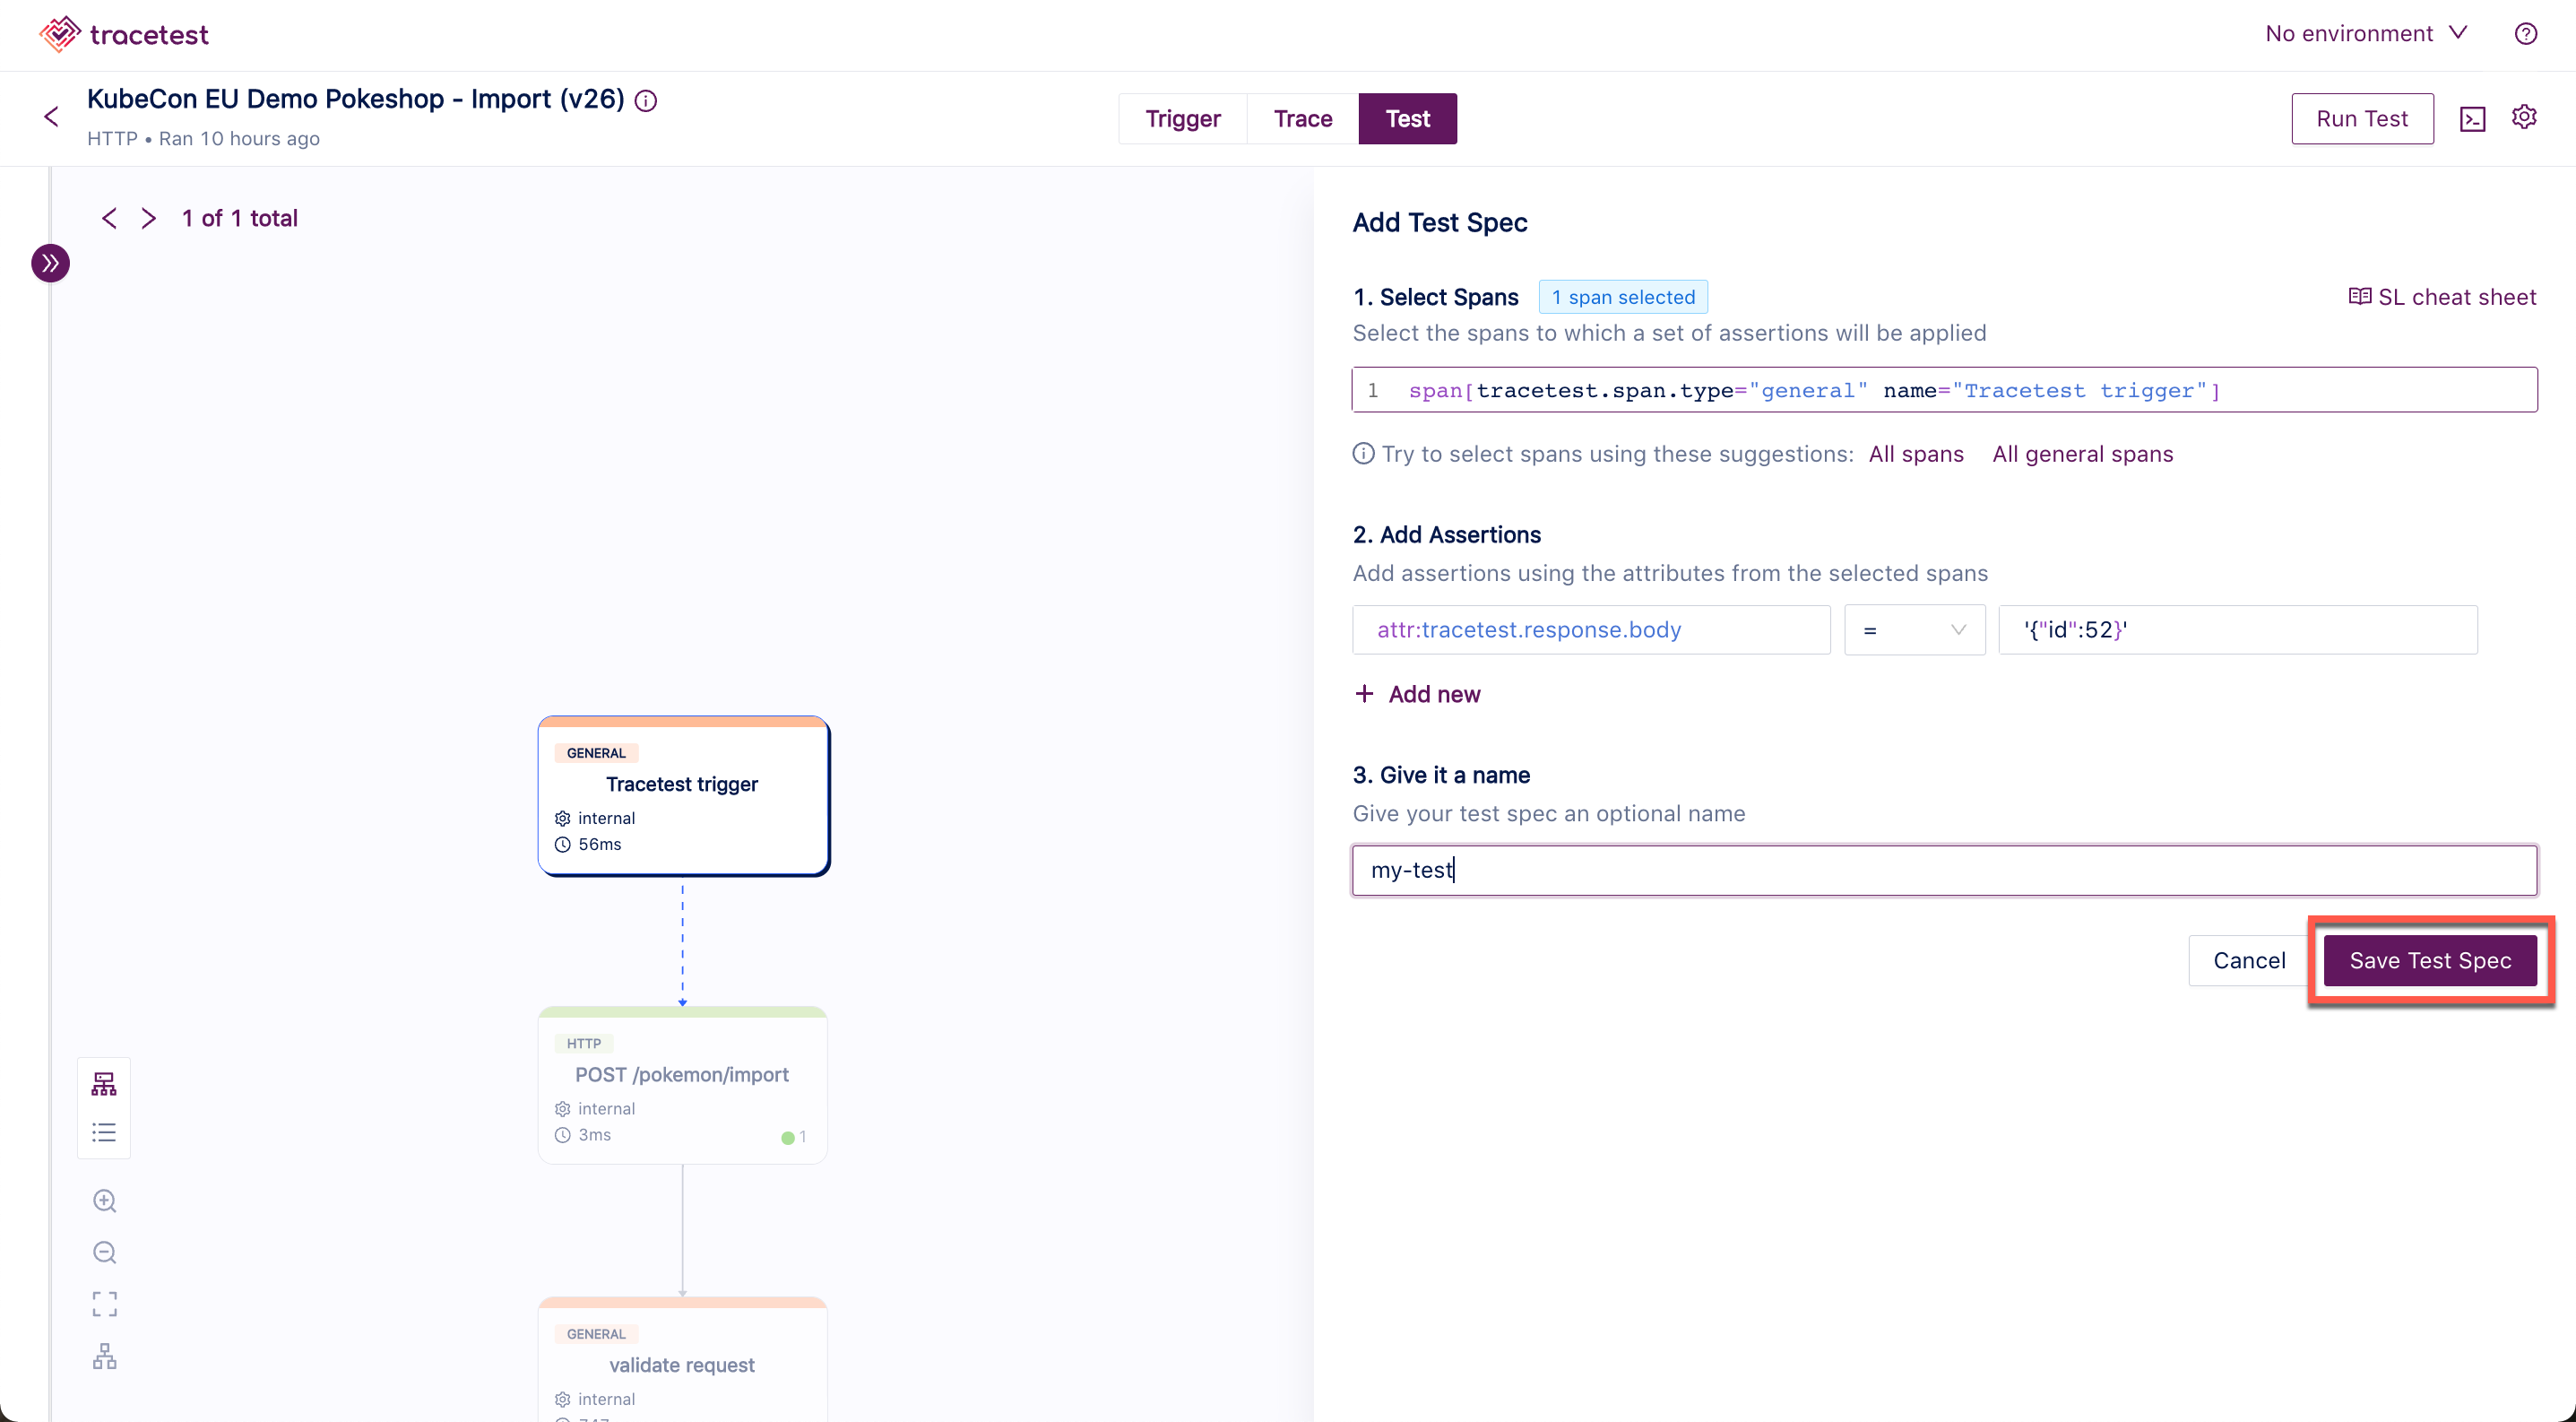 tracetest
No environment
KubeCon EU Demo Pokeshop - Import (v26)
HTTP • Ran 10 hours ago
Trigger
Trace
Test
Run Test
1 of 1 total
GENERAL
Tracetest trigger
internal
56ms
HTTP
POST /pokemon/import
internal
3ms
1
GENERAL
validate request
internal
Add Test Spec
1. Select Spans
1 span selected
SL cheat sheet
Select the spans to which a set of assertions will be applied
1 span[tracetest.span.type="general" name="Tracetest trigger"]
Try to select spans using these suggestions: All spans All general spans
2. Add Assertions
Add assertions using the attributes from the selected spans
attr:tracetest.response.body
=
'{"id":52}'
+ Add new
3. Give it a name
Give your test spec an optional name
my-test
Cancel
Save Test Spec